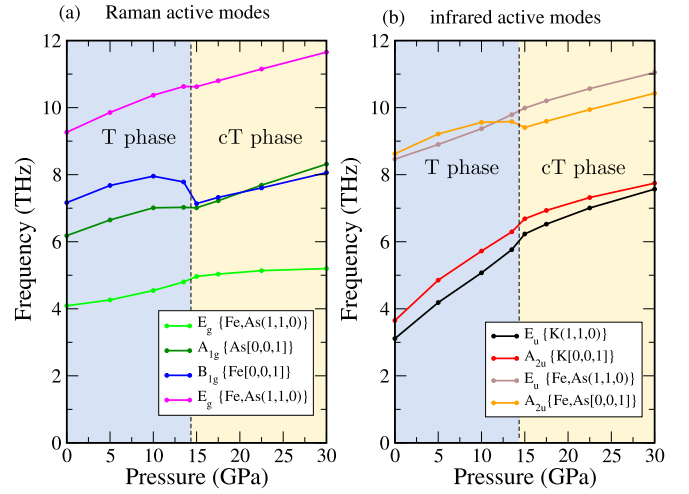 (a) Raman active modes
12
10
8
6
4
2
0
Frequency (THz)
T phase
cT phase
E_g {Fe,As(1,1,0)}
A_1g {As[0,0,1]}
B_1g {Fe[0,0,1]}
E_g {Fe,As(1,1,0)}
0 5 10 15 20 25 30
Pressure (GPa)
(b) infrared active modes
12
10
8
6
4
2
0
Frequency (THz)
T phase
cT phase
E_u {K(1,1,0)}
A_2u {K[0,0,1]}
E_u {Fe,As(1,1,0)}
A_2u {Fe,As[0,0,1]}
0 5 10 15 20 25 30
Pressure (GPa)